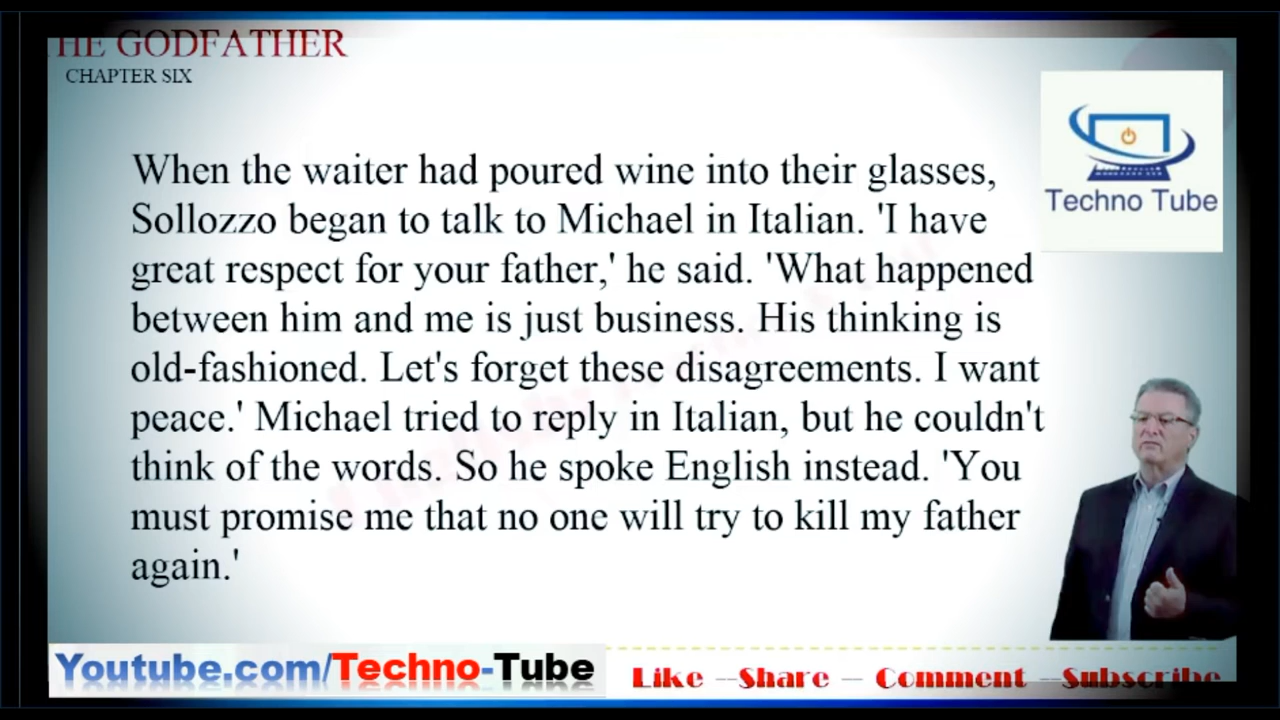 THE GODFATHER
CHAPTER SIX
Techno Tube
When the waiter had poured wine into their glasses,
Sollozzo began to talk to Michael in Italian. 'I have
great respect for your father,' he said. 'What happened
between him and me is just business. His thinking is
old-fashioned. Let's forget these disagreements. I want
peace.' Michael tried to reply in Italian, but he couldn't
think of the words. So he spoke English instead. 'You
must promise me that no one will try to kill my father
again.'
Youtube.com/Techno-Tube
Like --Share -- Comment --Subscribe